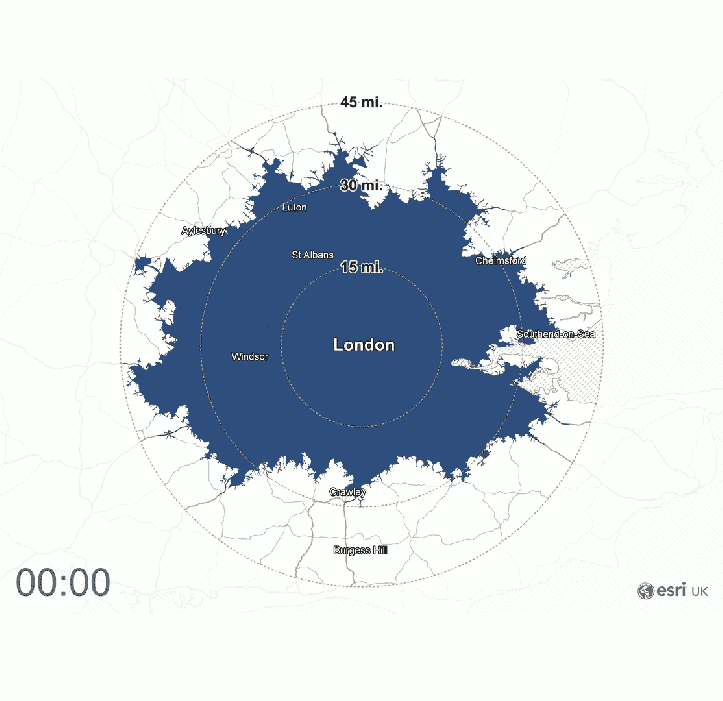 45 mi.
30 mi.
Luton
Aylesbury
St Albans
Chelmsford
15 mi.
Southend-on-Sea
London
Windsor
Crawley
Burgess Hill
00:00
esri UK